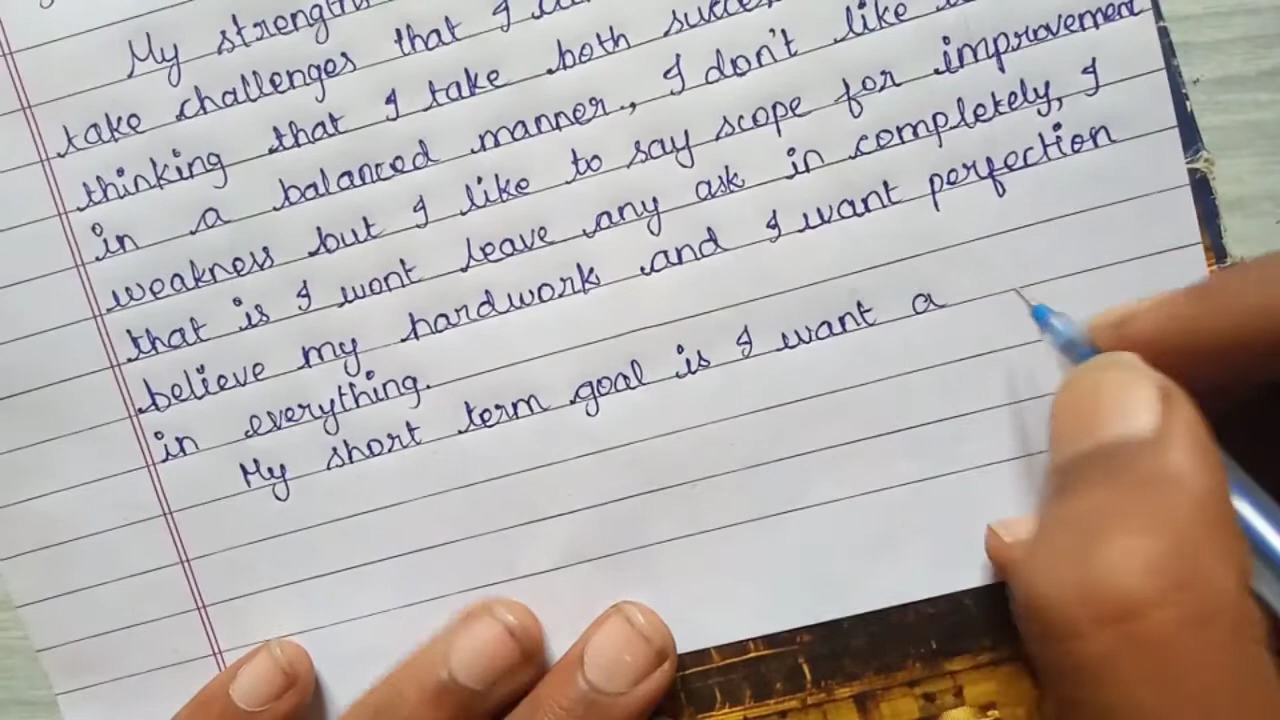 My strength
take challenges that I
thinking that I take both
in a balanced manner, I don't like
weakness but I like to say scope for improvement
that is I wont leave any ask in completely, I
believe my hardwork and I want perfection
in everything.
My short term goal is I want a